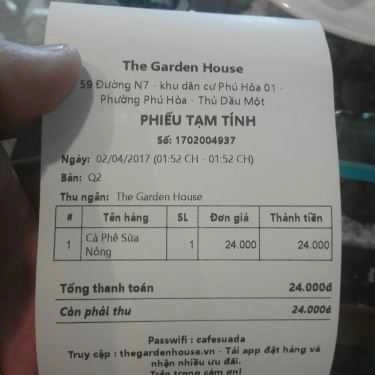 The Garden House
59 Đường N7 - khu dân cư Phú Hòa 01 -
Phường Phú Hòa - Thủ Dầu Một
PHIẾU TẠM TÍNH
Số: 1702004937
Ngày: 02/04/2017 (01:52 CH - 01:52 CH)
Bàn: Q2
Thu ngân: The Garden House
# Tên hàng SL Đơn giá Thành tiền
1 Cà Phê Sữa Nóng 1 24.000 24.000
Tổng thanh toán 24.000đ
Còn phải thu 24.000đ
Passwifi : cafesuada
Truy cập : thegardenhouse.vn - Tải app đặt hàng và
nhận nhiều ưu đãi.
Trân trọng cảm ơn!